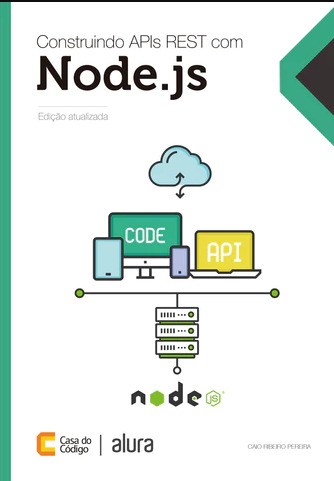 Construindo APIs REST com
Node.js
Edição atualizada
CODE
API
node
JS
Casa do
Código
alura
CAIO RIBEIRO PEREIRA